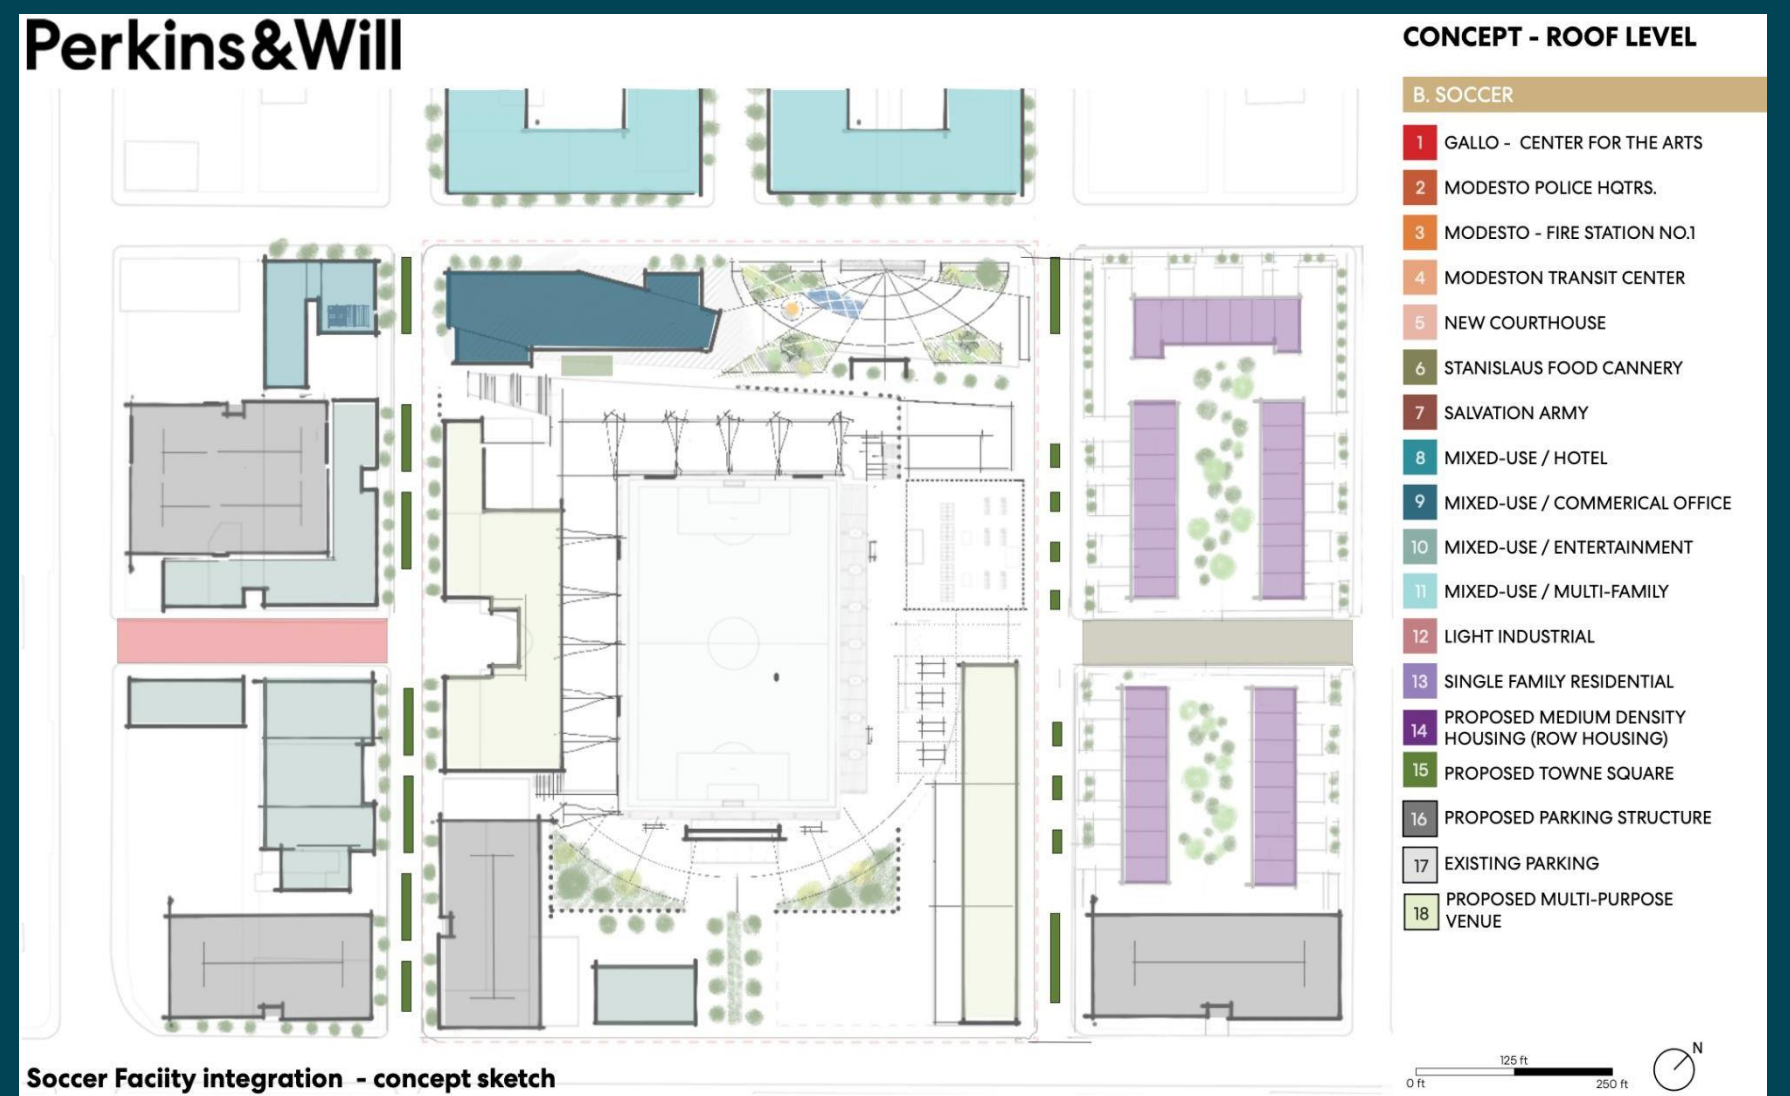 Perkins&Will
CONCEPT - ROOF LEVEL
B. SOCCER
1 GALLO - CENTER FOR THE ARTS
2 MODESTO POLICE HQTRS.
3 MODESTO - FIRE STATION NO.1
4 MODESTON TRANSIT CENTER
5 NEW COURTHOUSE
6 STANISLAUS FOOD CANNERY
7 SALVATION ARMY
8 MIXED-USE / HOTEL
9 MIXED-USE / COMMERICAL OFFICE
10 MIXED-USE / ENTERTAINMENT
11 MIXED-USE / MULTI-FAMILY
12 LIGHT INDUSTRIAL
13 SINGLE FAMILY RESIDENTIAL
14 PROPOSED MEDIUM DENSITY
HOUSING (ROW HOUSING)
15 PROPOSED TOWNE SQUARE
16 PROPOSED PARKING STRUCTURE
17 EXISTING PARKING
18 PROPOSED MULTI-PURPOSE
VENUE
N
125 ft
0 ft 250 ft
Soccer Faciity integration - concept sketch